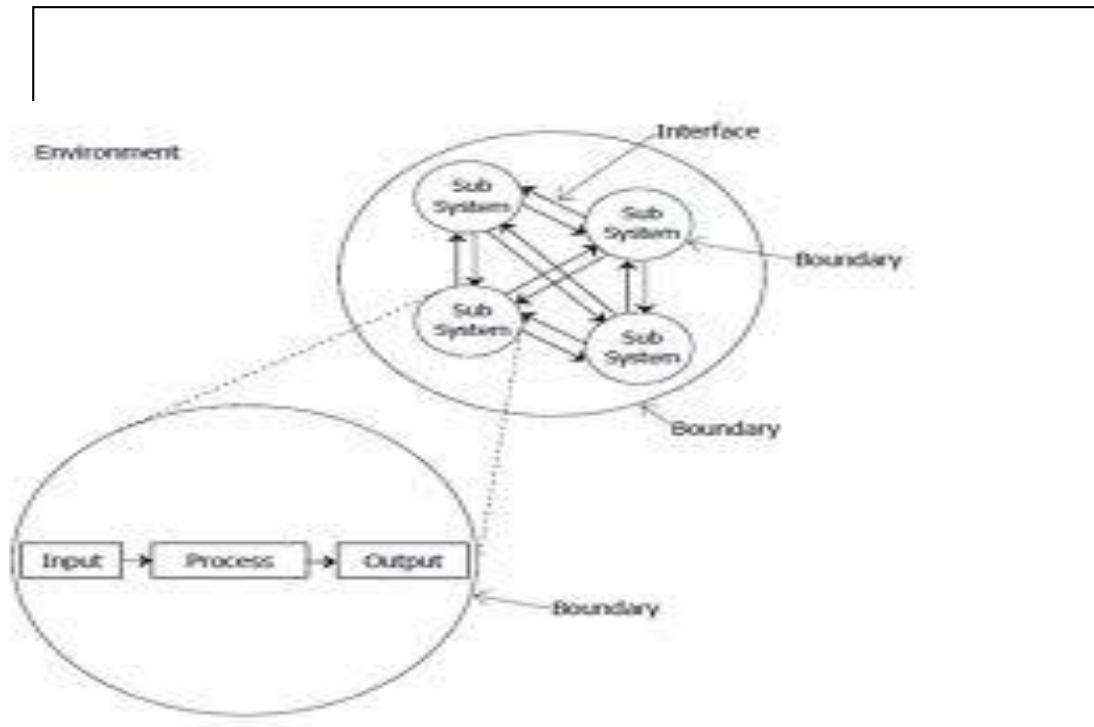 Interface
Environment
Sub
System
Sub
System
Boundary
Sub
System
Sub
System
Boundary
Input
Process
Output
Boundary